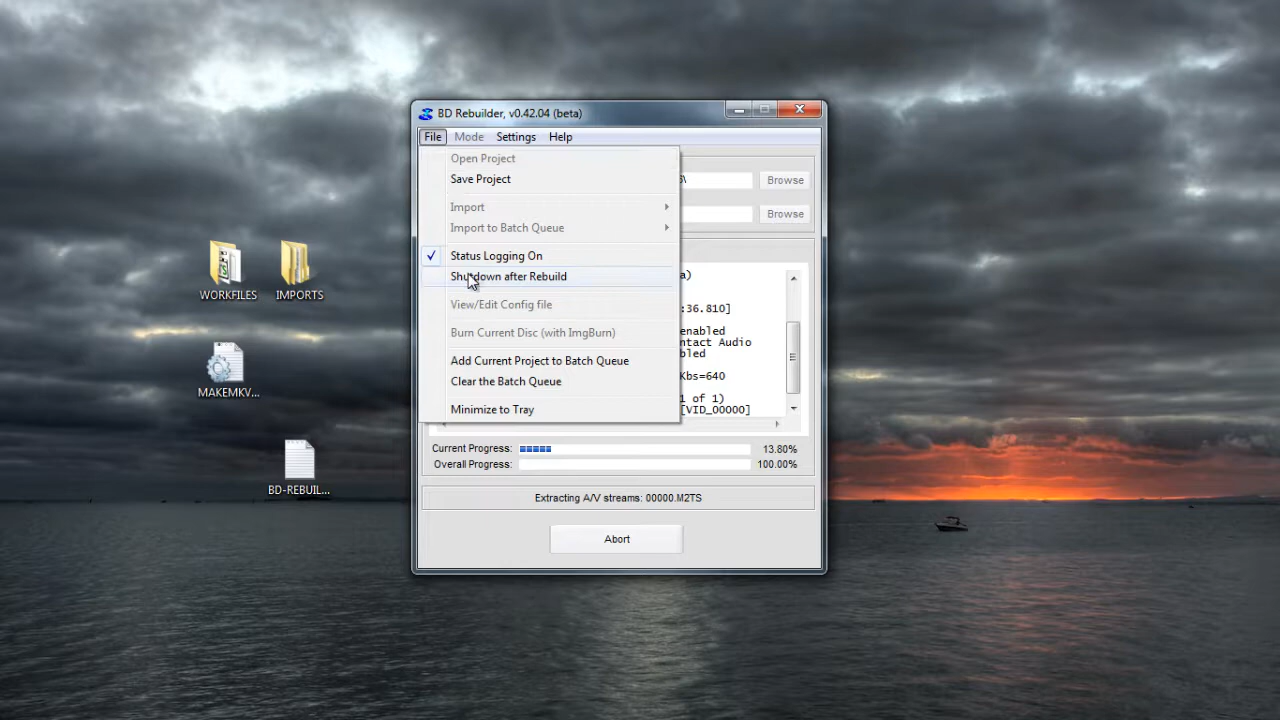 BD Rebuilder, v0.42.04 (beta)
File Mode Settings Help
Open Project
Save Project
Browse
Import
Import to Batch Queue
Browse
Status Logging On
Shutdown after Rebuild
a)
View/Edit Config file
:36.810]
Burn Current Disc (with ImgBurn)
enabled
ntact Audio
bled
Add Current Project to Batch Queue
Kbs=640
Clear the Batch Queue
1 of 1)
Minimize to Tray
[VID_00000]
Current Progress: 13.80%
Overall Progress: 100.00%
Extracting A/V streams: 00000.M2TS
Abort
WORKFILES
IMPORTS
MAKEMKV...
BD-REBUIL...